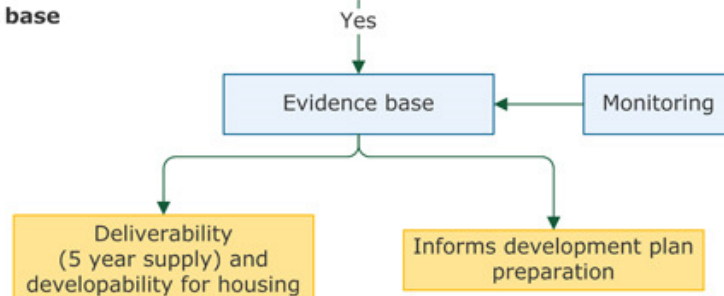 base
Yes
Evidence base
Monitoring
Deliverability
(5 year supply) and
developability for housing
Informs development plan
preparation